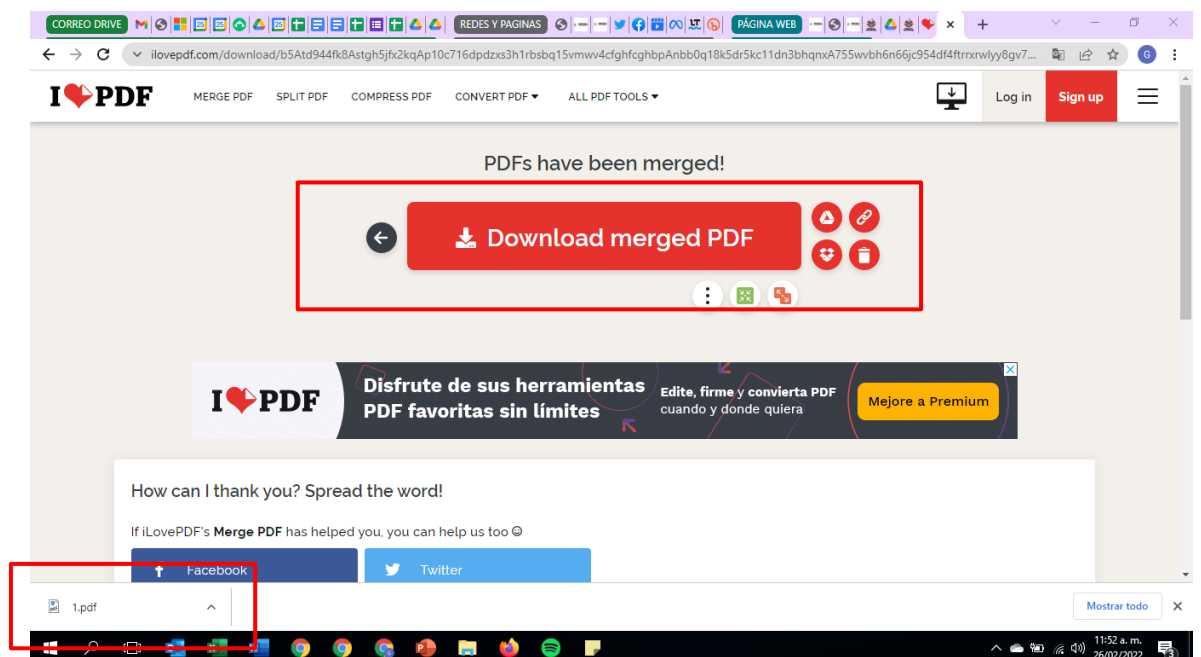 CORREO DRIVE
REDES Y PAGINAS
PÁGINA WEB
ilovepdf.com/download/b5Atd944fk8Astgh5jfx2kqAp10c716dpdzxs3h1rbsbq15vmwv4cfghfcghbpAnbb0q18k5dr5kc11dn3bhqnxA755wvbh6n66jc954df4ftrrxrwlyy8gv7...
G
I PDF
MERGE PDF
SPLIT PDF
COMPRESS PDF
CONVERT PDF
ALL PDF TOOLS
Log in
Sign up
PDFs have been merged!
Download merged PDF
I PDF
Disfrute de sus herramientas
PDF favoritas sin límites
Edite, firme y convierta PDF
cuando y donde quiera
Mejore a Premium
How can I thank you? Spread the word!
If iLovePDF's Merge PDF has helped you, you can help us too
Facebook
Twitter
1.pdf
Mostrar todo
11:52 a. m.
26/02/2022